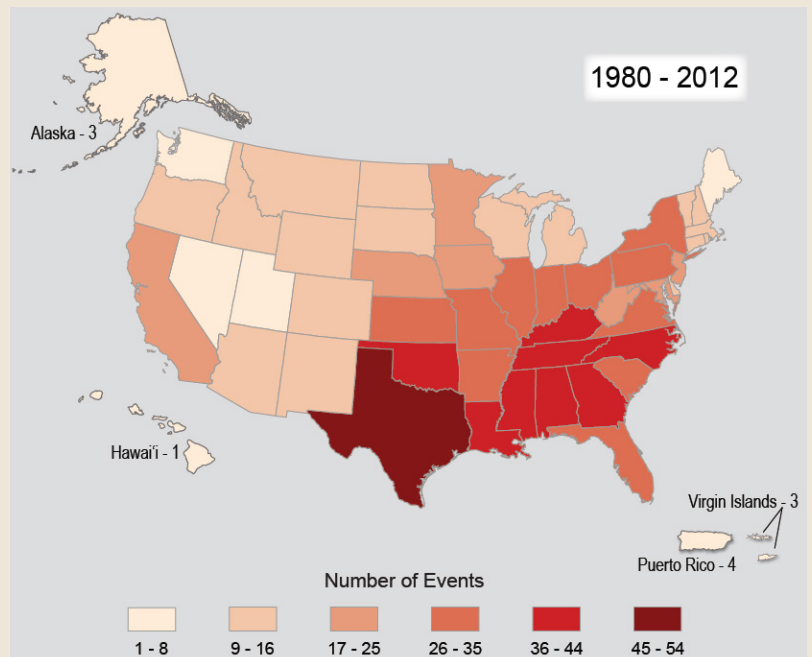 1980 - 2012
Alaska - 3
Hawai'i - 1
Virgin Islands - 3
Puerto Rico - 4
Number of Events
1 - 8
9 - 16
17 - 25
26 - 35
36 - 44
45 - 54